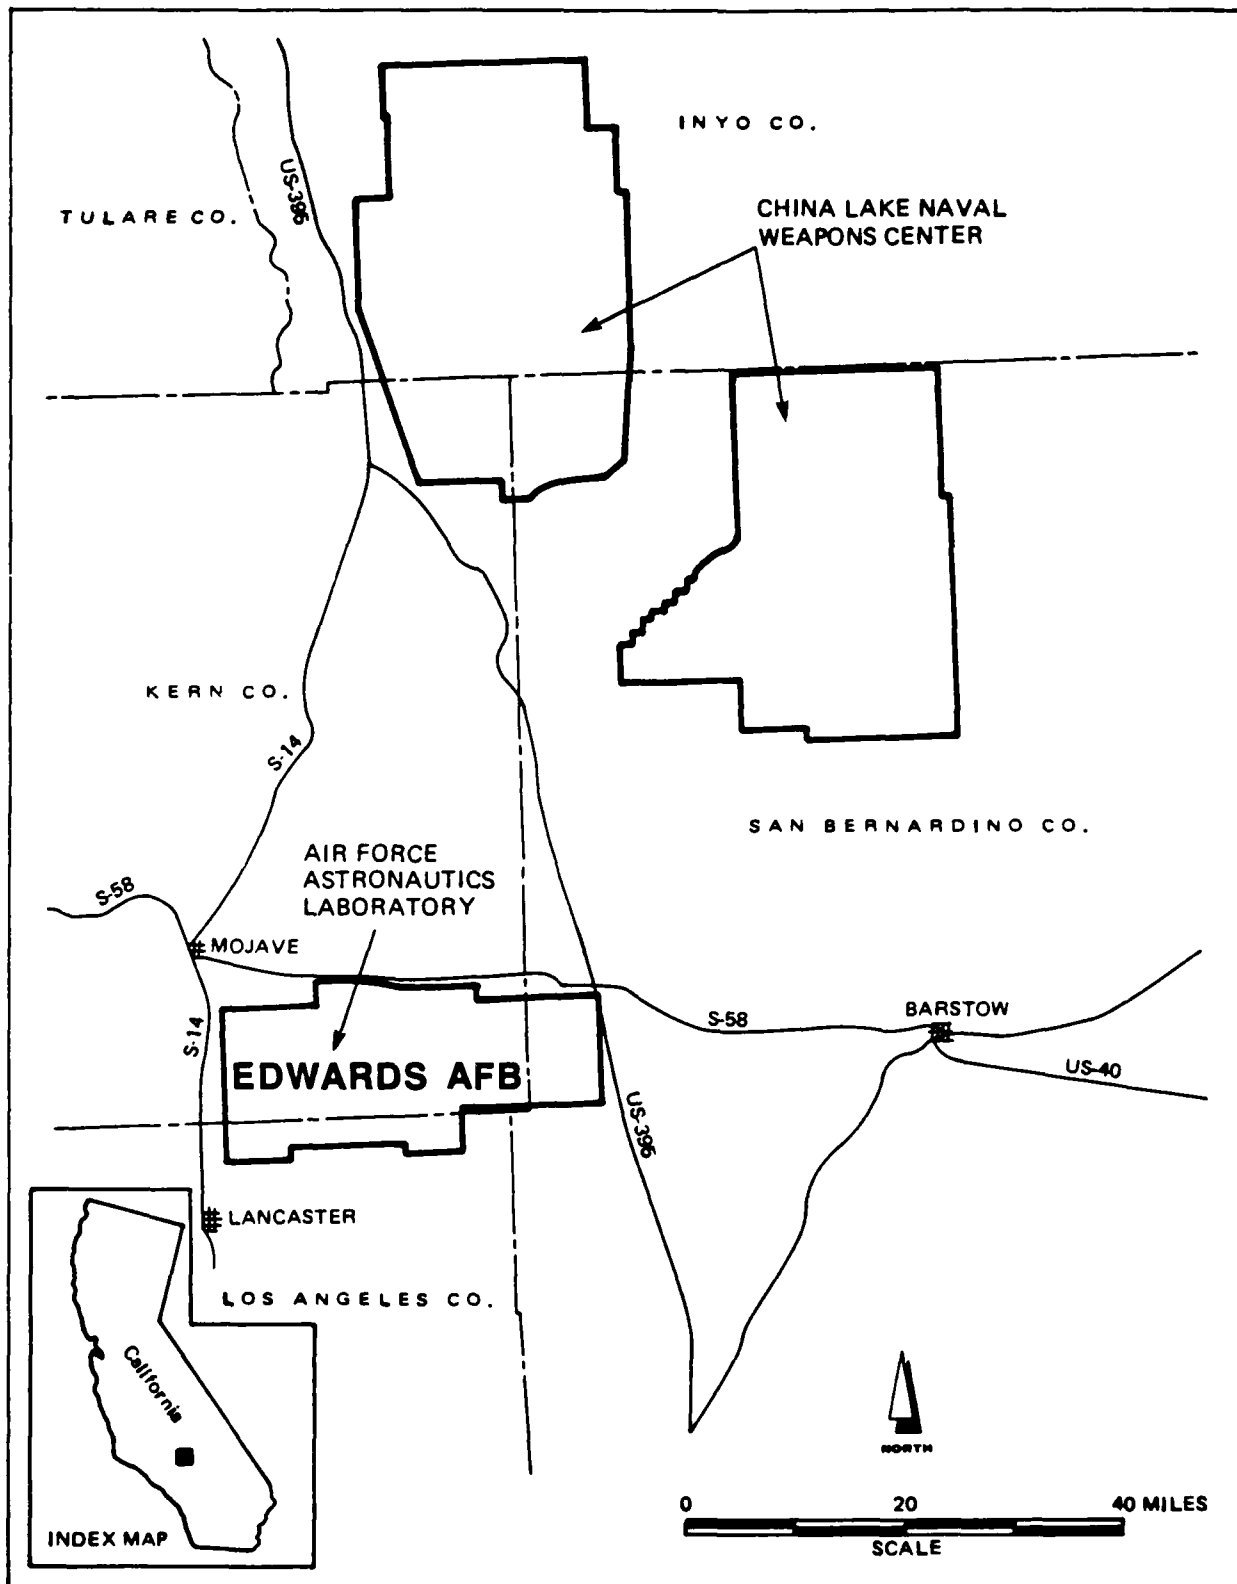 INYO CO.
US-395
TULARE CO.
CHINA LAKE NAVAL
WEAPONS CENTER
KERN CO.
S-14
SAN BERNARDINO CO.
AIR FORCE
ASTRONAUTICS
LABORATORY
S-58
MOJAVE
BARSTOW
S-58
S-14
EDWARDS AFB
US-40
US-395
LANCASTER
LOS ANGELES CO.
California
NORTH
0 20 40 MILES
INDEX MAP
SCALE